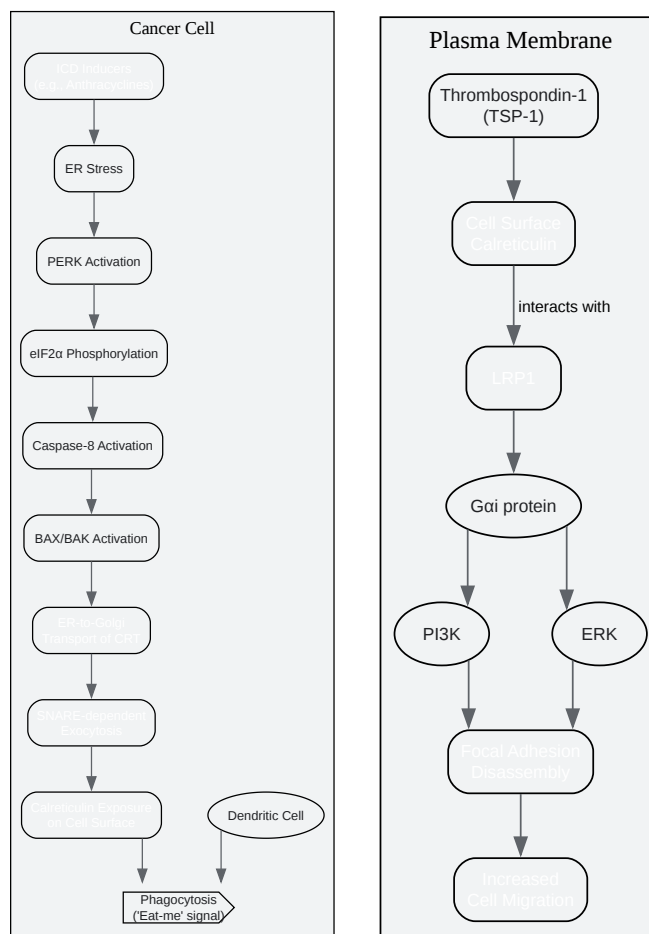 Cancer Cell
ICD Inducers
(e.g., Anthracyclines)
ER Stress
PERK Activation
eIF2α Phosphorylation
Caspase-8 Activation
BAX/BAK Activation
ER-to-Golgi
Transport of CRT
SNARE-dependent
Exocytosis
Calreticulin Exposure
on Cell Surface
Dendritic Cell
Phagocytosis
('Eat-me' signal)
Plasma Membrane
Thrombospondin-1
(TSP-1)
Cell Surface
Calreticulin
interacts with
LRP1
Gαi protein
PI3K
ERK
Focal Adhesion
Disassembly
Increased
Cell Migration